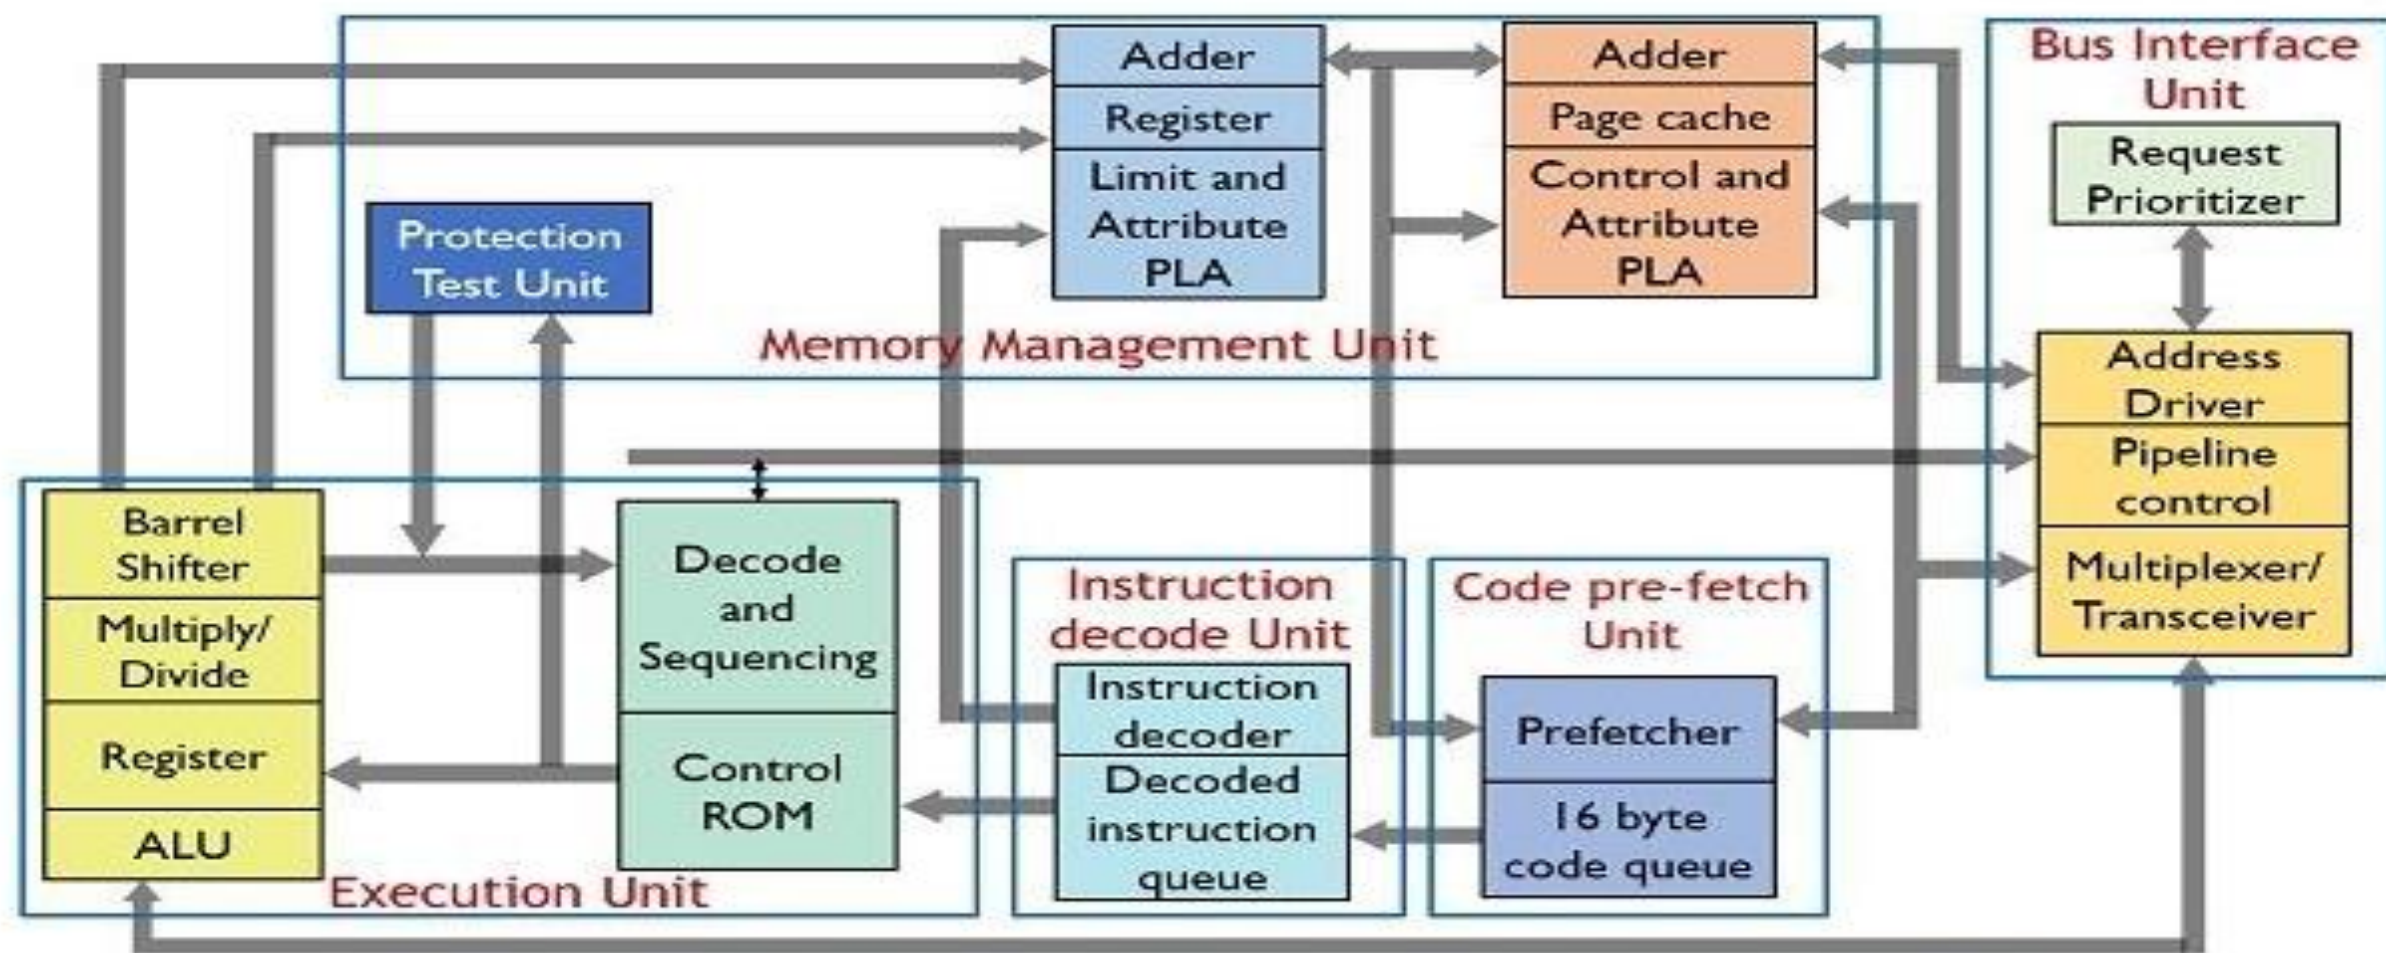 Adder
Register
Limit and
Attribute
PLA
Adder
Page cache
Control and
Attribute
PLA
Protection
Test Unit
Memory Management Unit
Bus Interface
Unit
Request
Prioritizer
Address
Driver
Pipeline
control
Multiplexer/
Transceiver
Barrel
Shifter
Multiply/
Divide
Register
ALU
Decode
and
Sequencing
Control
ROM
Execution Unit
Instruction
decode Unit
Instruction
decoder
Decoded
instruction
queue
Code pre-fetch
Unit
Prefetcher
16 byte
code queue